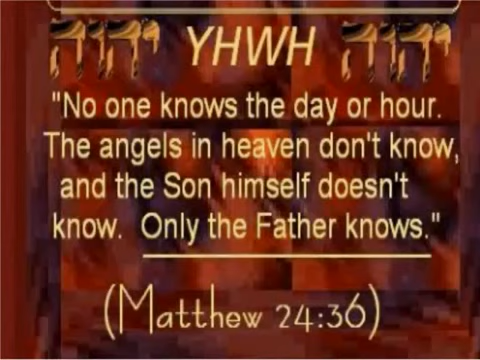 יהוה YHWH יהוה
"No one knows the day or hour.
The angels in heaven don't know,
and the Son himself doesn't
know. Only the Father knows."
(Matthew 24:36)